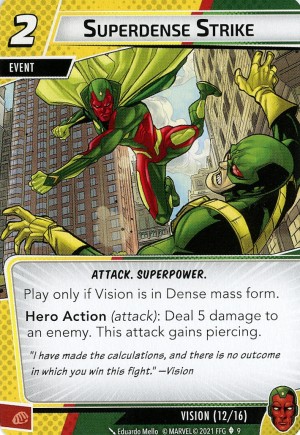 2
SUPERDENSE STRIKE
EVENT
ATTACK. SUPERPOWER.
Play only if Vision is in Dense mass form.
Hero Action (attack): Deal 5 damage to
an enemy. This attack gains piercing.
"I have made the calculations, and there is no outcome
in which you win this fight." —Vision
VISION (12/16)
Eduardo Mello © MARVEL © 2021 FFG 9